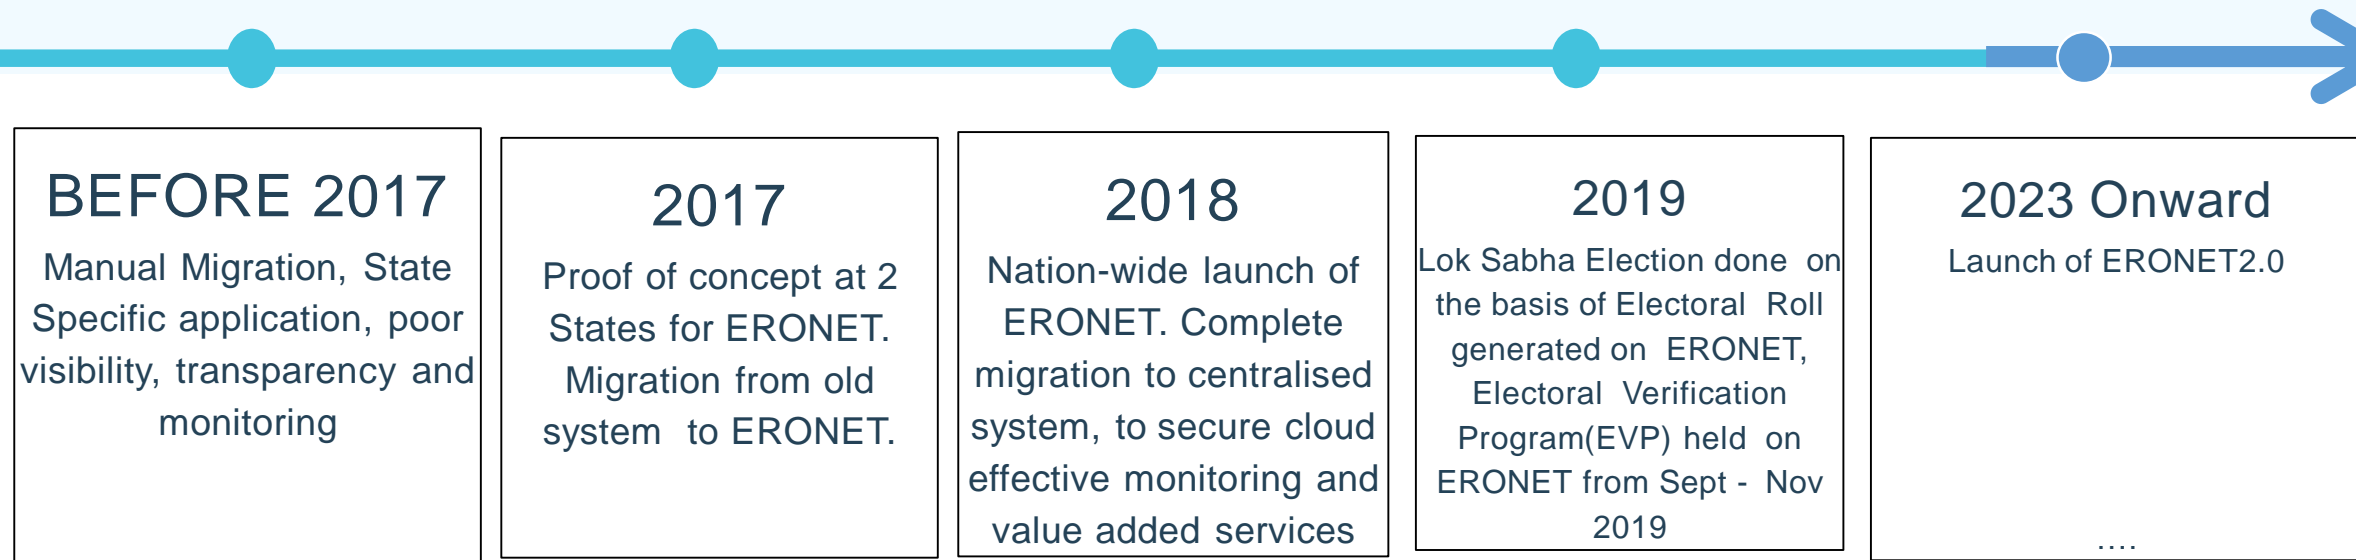 BEFORE 2017
Manual Migration, State
Specific application, poor
visibility, transparency and
monitoring
2017
Proof of concept at 2
States for ERONET.
Migration from old
system to ERONET.
2018
Nation-wide launch of
ERONET. Complete
migration to centralised
system, to secure cloud
effective monitoring and
value added services
2019
Lok Sabha Election done on
the basis of Electoral Roll
generated on ERONET,
Electoral Verification
Program(EVP) held on
ERONET from Sept - Nov
2019
2023 Onward
Launch of ERONET2.0
....